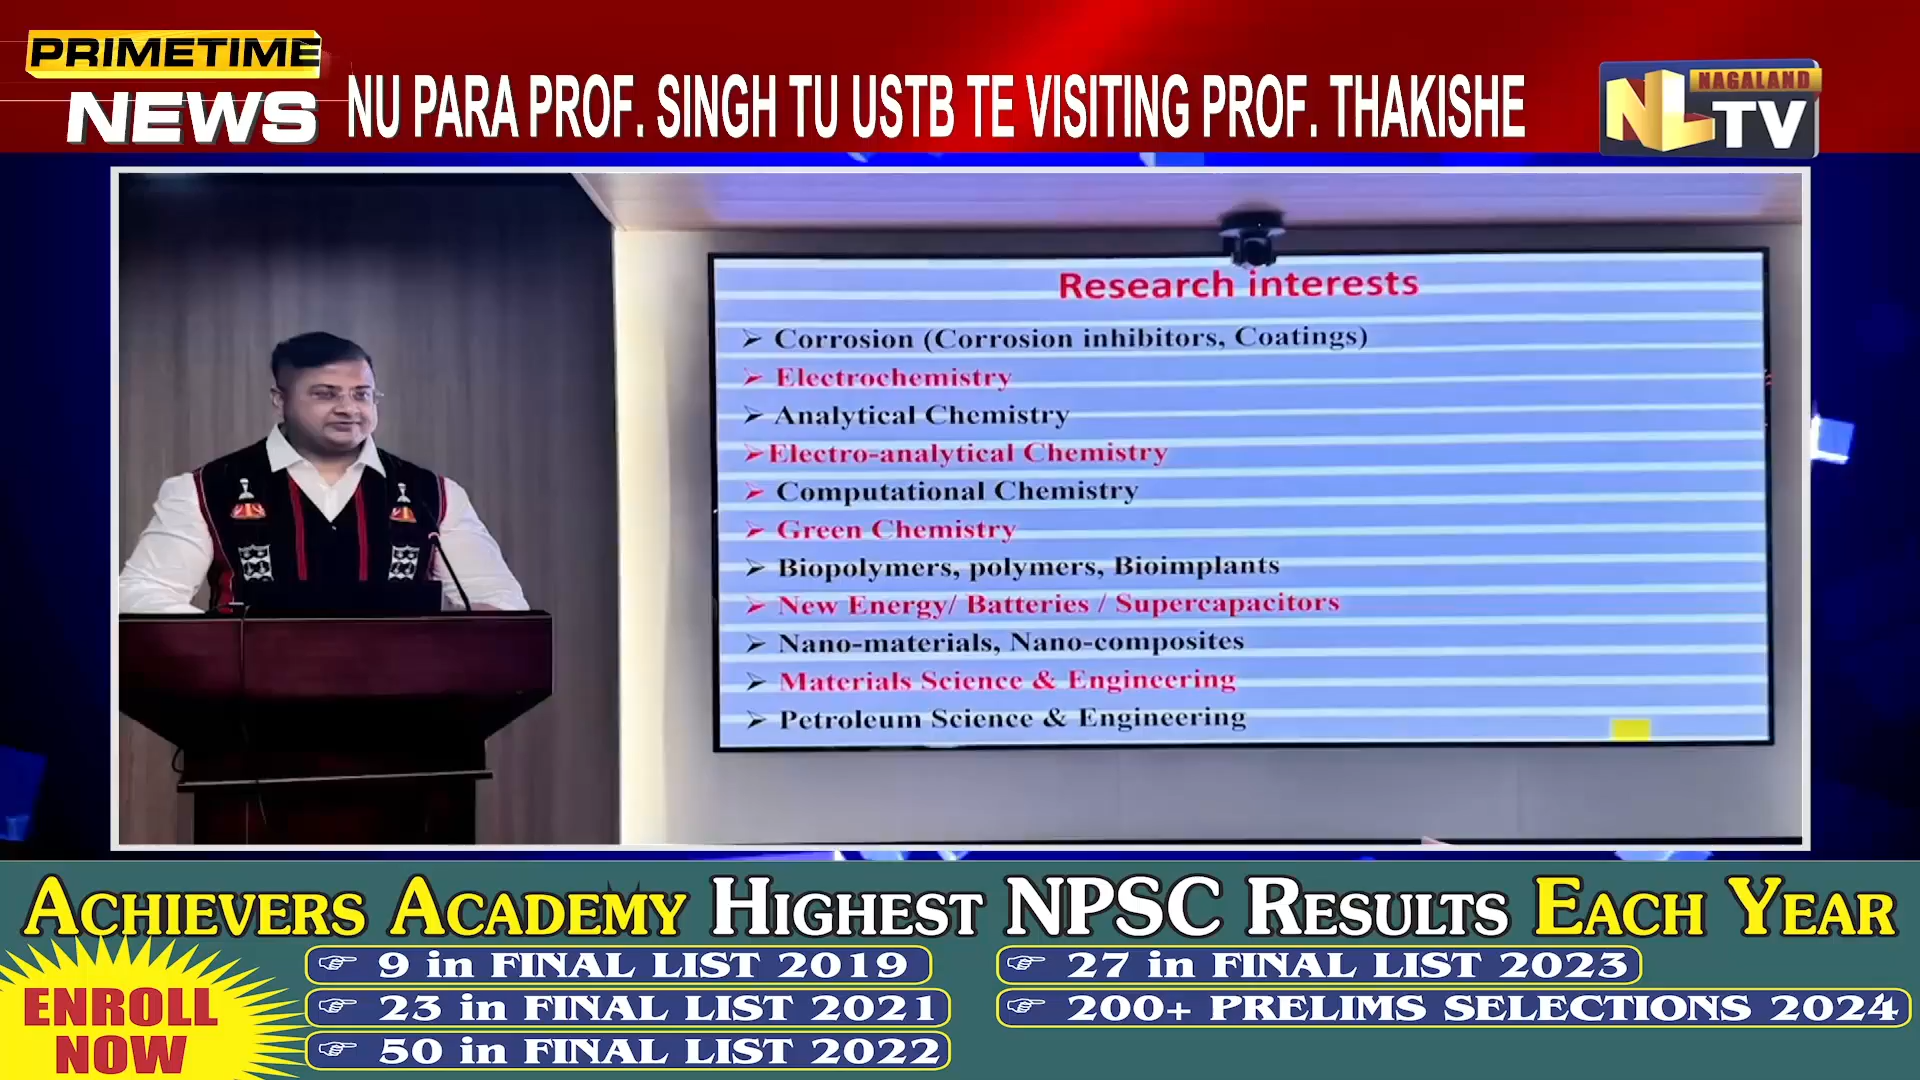 PRIMETIME
NEWS
NU PARA PROF. SINGH TU USTB TE VISITING PROF. THAKISHE
NAGALAND
NLTV
Research interests
➢ Corrosion (Corrosion inhibitors, Coatings)
➢ Electrochemistry
➢ Analytical Chemistry
➢Electro-analytical Chemistry
➢ Computational Chemistry
➢ Green Chemistry
➢ Biopolymers, polymers, Bioimplants
➢ New Energy/ Batteries / Supercapacitors
➢ Nano-materials, Nano-composites
➢ Materials Science & Engineering
➢ Petroleum Science & Engineering
ACHIEVERS ACADEMY HIGHEST NPSC RESULTS EACH YEAR
ENROLL
NOW
☞ 9 in FINAL LIST 2019
☞ 23 in FINAL LIST 2021
☞ 50 in FINAL LIST 2022
☞ 27 in FINAL LIST 2023
☞ 200+ PRELIMS SELECTIONS 2024